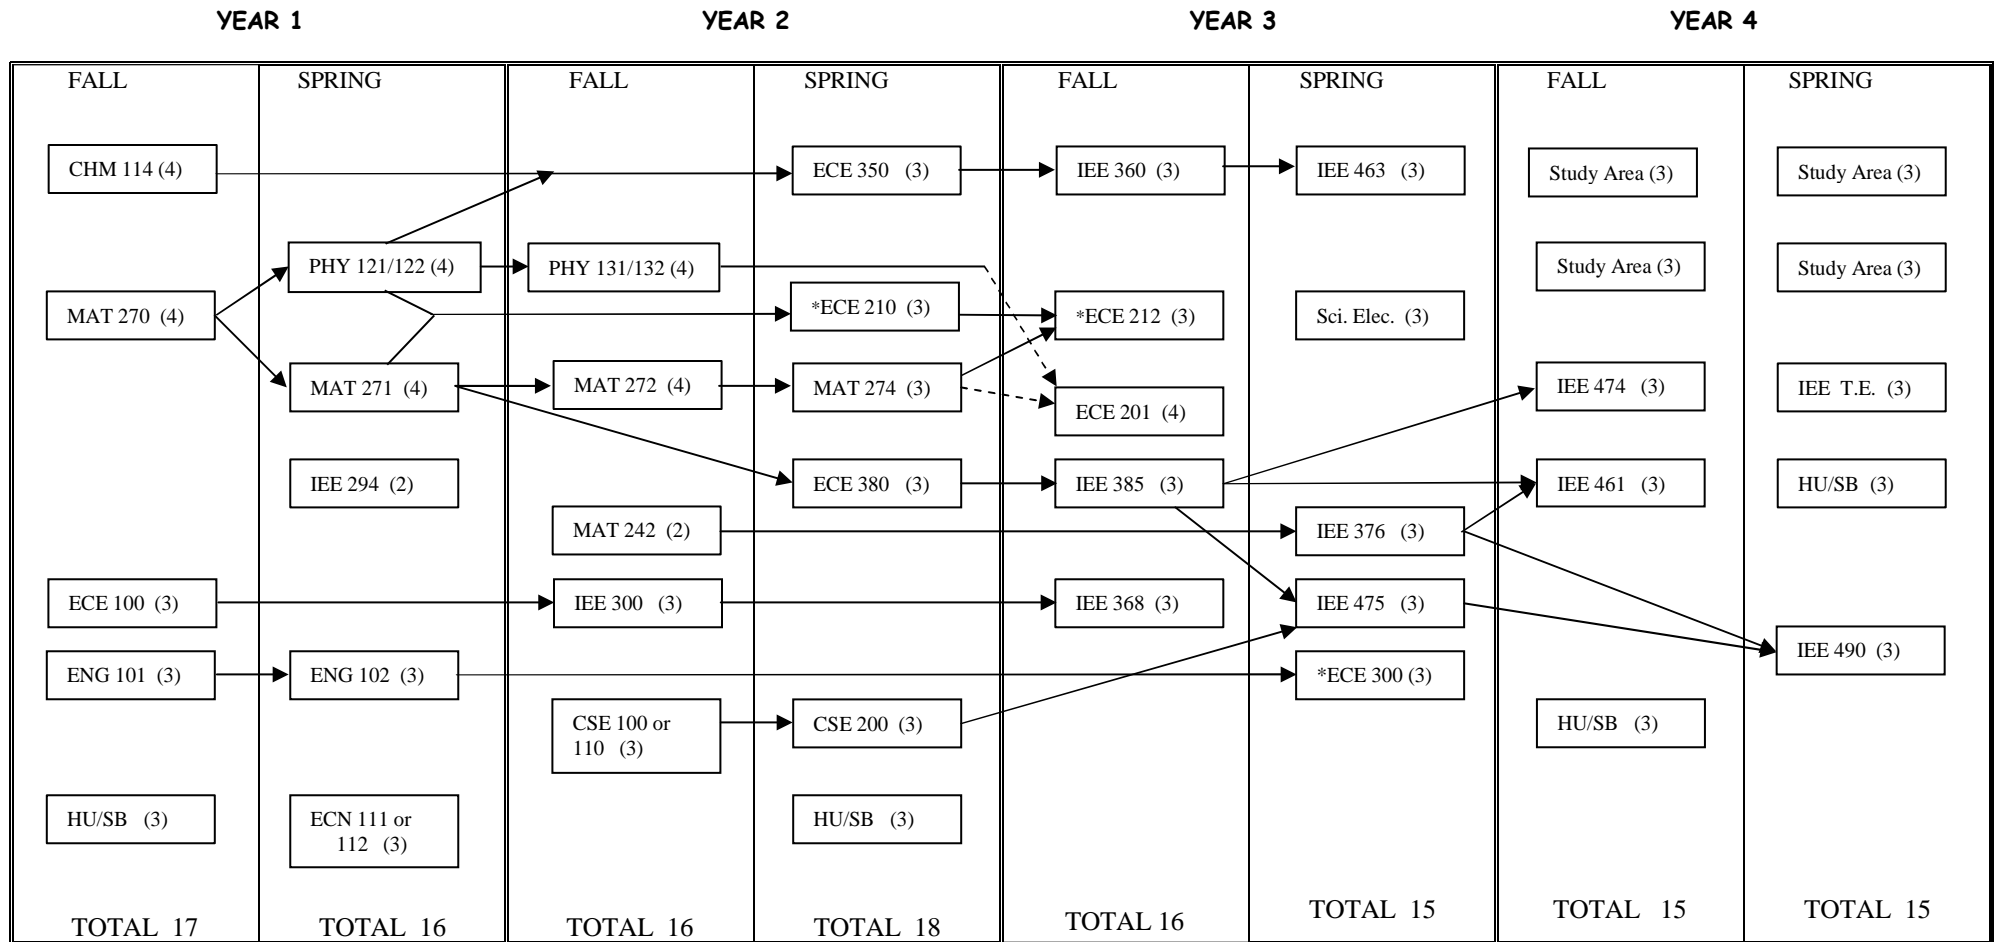 YEAR 1
YEAR 2
YEAR 3
YEAR 4
FALL
CHM 114 (4)
MAT 270 (4)
ECE 100 (3)
ENG 101 (3)
HU/SB (3)
TOTAL 17
SPRING
PHY 121/122 (4)
MAT 271 (4)
IEE 294 (2)
ENG 102 (3)
ECN 111 or
112 (3)
TOTAL 16
FALL
PHY 131/132 (4)
MAT 272 (4)
MAT 242 (2)
IEE 300 (3)
CSE 100 or
110 (3)
TOTAL 16
SPRING
ECE 350 (3)
*ECE 210 (3)
MAT 274 (3)
ECE 380 (3)
CSE 200 (3)
HU/SB (3)
TOTAL 18
FALL
IEE 360 (3)
*ECE 212 (3)
ECE 201 (4)
IEE 385 (3)
IEE 368 (3)
TOTAL 16
SPRING
IEE 463 (3)
Sci. Elec. (3)
IEE 376 (3)
IEE 475 (3)
*ECE 300 (3)
TOTAL 15
FALL
Study Area (3)
Study Area (3)
IEE 474 (3)
IEE 461 (3)
HU/SB (3)
TOTAL 15
SPRING
Study Area (3)
Study Area (3)
IEE T.E. (3)
HU/SB (3)
IEE 490 (3)
TOTAL 15